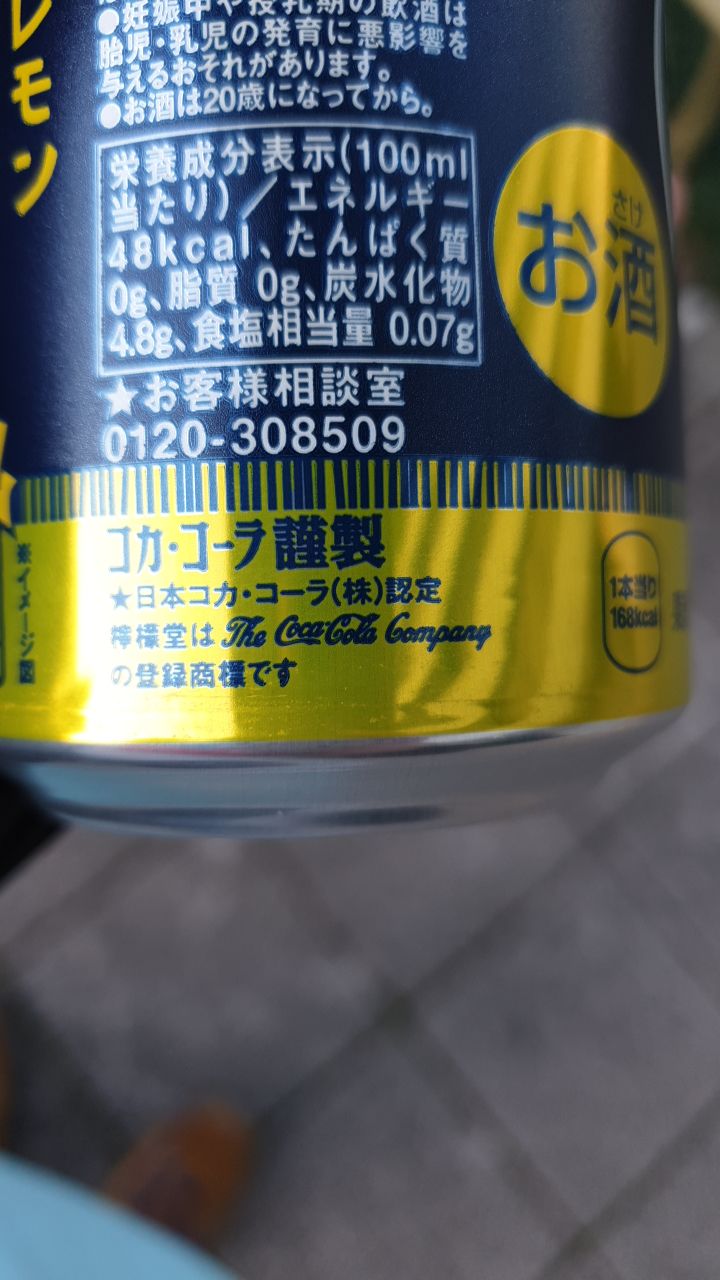 レモン
●妊娠中や授乳期の飲酒は
胎児・乳児の発育に悪影響を
与えるおそれがあります。
●お酒は20歳になってから。
栄養成分表示(100ml
当たり)／エネルギー
48kcal、たんぱく質
0g、脂質 0g、炭水化物
4.8g、食塩相当量 0.07g
★お客様相談室
0120-308509
さけ
お酒
コカ・コーラ謹製
★日本コカ・コーラ(株)認定
檸檬堂は The Coca-Cola Company
の登録商標です
※イメージ図
1本当り
168kcal